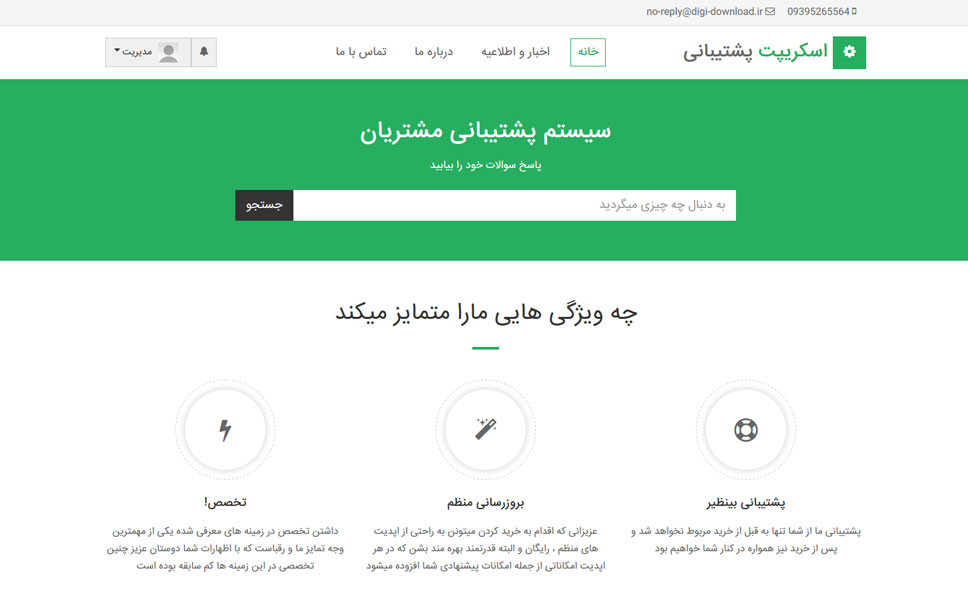 09395265564 no-reply@digi-download.ir
اسکریپت پشتیبانی
خانه
اخبار و اطلاعیه
درباره ما
تماس با ما
مدیریت
سیستم پشتیبانی مشتریان
پاسخ سوالات خود را بیابید
به دنبال چه چیزی میگردید
جستجو
چه ویژگی هایی مارا متمایز میکند
پشتیبانی بینظیر
پشتیبانی ما از شما تنها به قبل از خرید مربوط نخواهد شد و
پس از خرید نیز همواره در کنار شما خواهیم بود
بروزرسانی منظم
عزیزانی که اقدام به خرید کردن میتونن به راحتی از اپدیت
های منظم ، رایگان و البته قدرتمند بهره مند بشن که در هر
اپدیت امکاناتی از جمله امکانات پیشنهادی شما افزوده میشود
تخصص!
داشتن تخصص در زمینه های معرفی شده یکی از مهمترین
وجه تمایز ما و رقباست که با اظهارات شما دوستان عزیز چنین
تخصصی در این زمینه ها کم سابقه بوده است